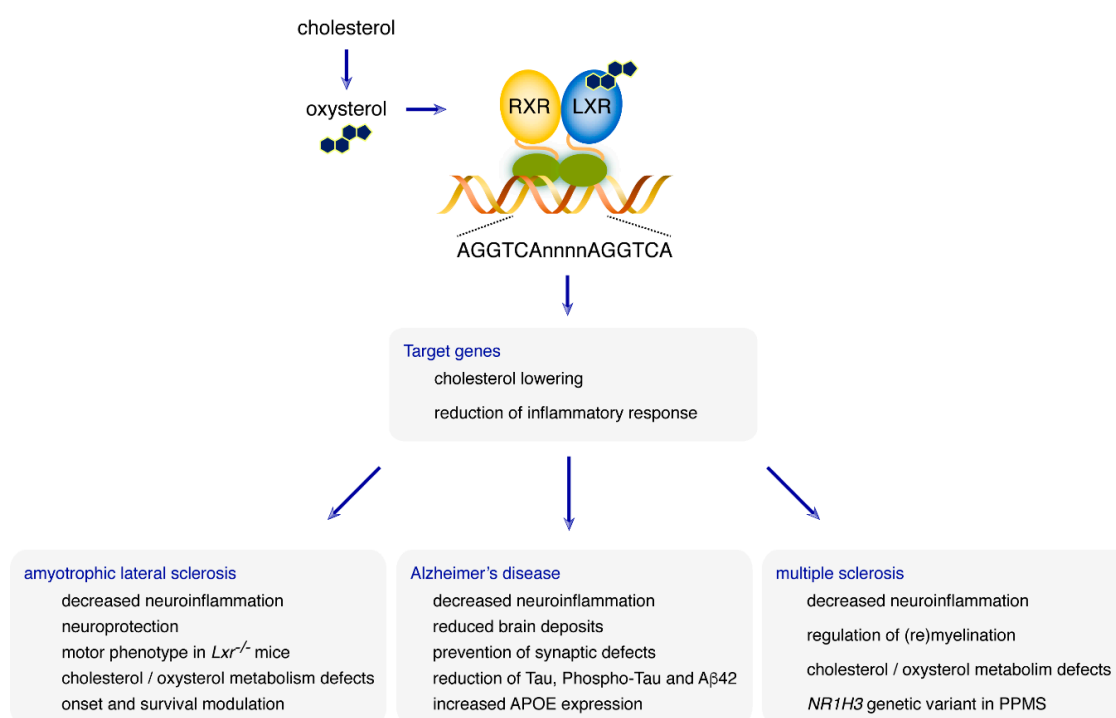 cholesterol
oxysterol
RXR
LXR
AGGTCAnnnnAGGTCA
Target genes
cholesterol lowering
reduction of inflammatory response
amyotrophic lateral sclerosis
decreased neuroinflammation
neuroprotection
motor phenotype in Lxr-/- mice
cholesterol / oxysterol metabolism defects
onset and survival modulation
Alzheimer's disease
decreased neuroinflammation
reduced brain deposits
prevention of synaptic defects
reduction of Tau, Phospho-Tau and Aβ42
increased APOE expression
multiple sclerosis
decreased neuroinflammation
regulation of (re)myelination
cholesterol / oxysterol metabolim defects
NR1H3 genetic variant in PPMS